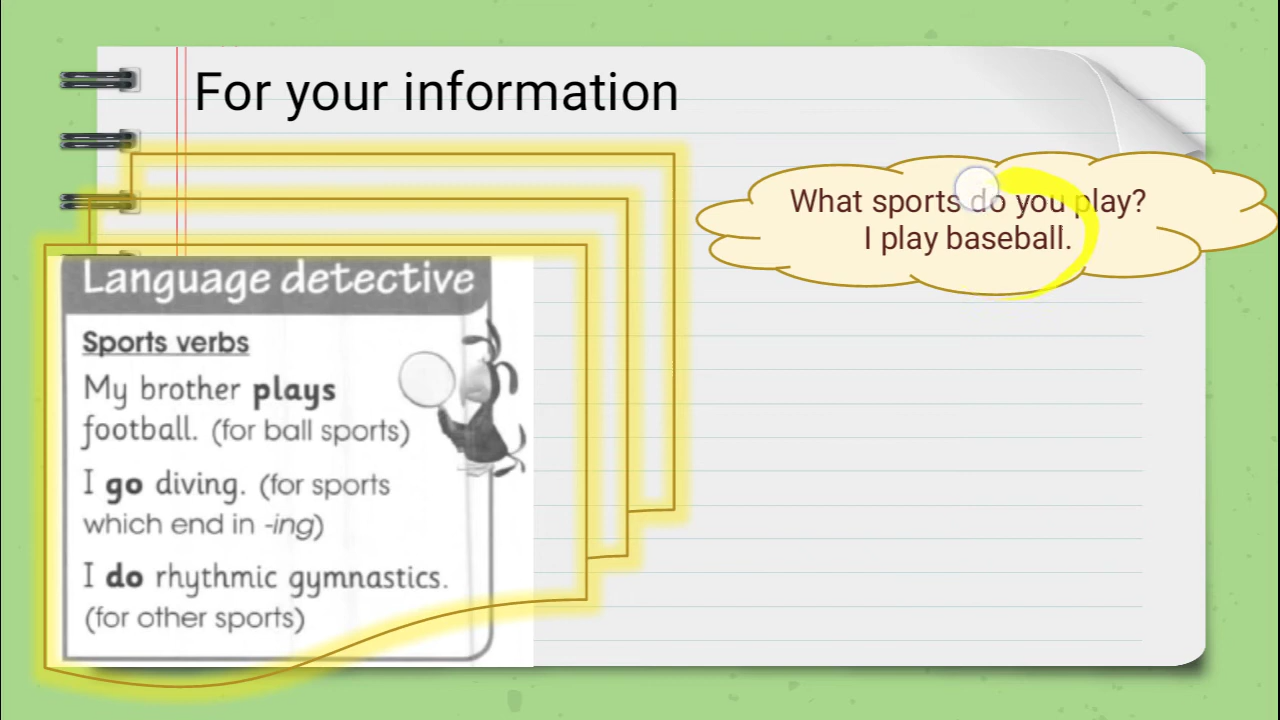 For your information
What sports do you play?
I play baseball.
Language detective
Sports verbs
My brother plays
football. (for ball sports)
I go diving. (for sports
which end in -ing)
I do rhythmic gymnastics.
(for other sports)